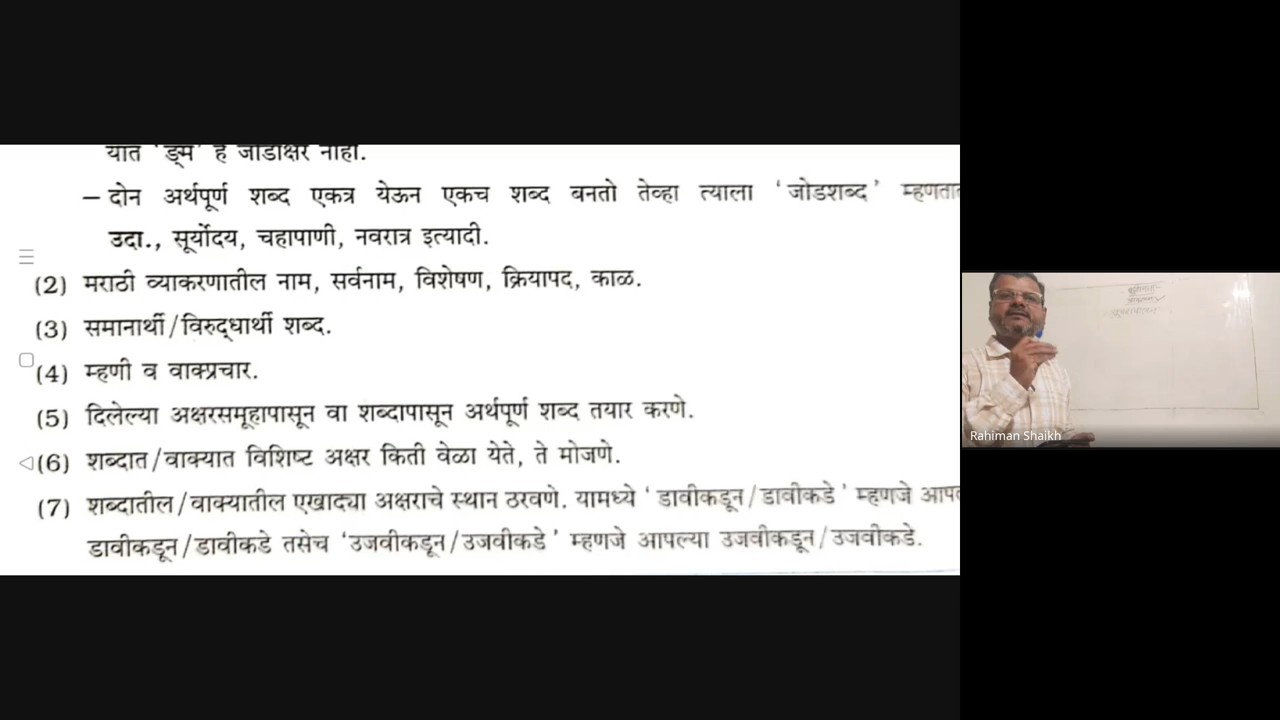 यात 'ङ्म' हे जोडाक्षर नाही.
– दोन अर्थपूर्ण शब्द एकत्र येऊन एकच शब्द बनतो तेव्हा त्याला 'जोडशब्द'
उदा., सूर्योदय, चहापाणी, नवरात्र इत्यादी.
(2) मराठी व्याकरणातील नाम, सर्वनाम, विशेषण, क्रियापद, काळ.
(3) समानार्थी/विरुद्धार्थी शब्द.
(4) म्हणी व वाक्प्रचार.
(5) दिलेल्या अक्षरसमूहापासून वा शब्दापासून अर्थपूर्ण शब्द तयार करणे.
(6) शब्दात/वाक्यात विशिष्ट अक्षर किती वेळा येते, ते मोजणे.
(7) शब्दातील/वाक्यातील एखाद्या अक्षराचे स्थान ठरवणे. यामध्ये 'डावीकडून/डावीकडे' म्हणजे
डावीकडून/डावीकडे तसेच 'उजवीकडून/उजवीकडे' म्हणजे आपल्या उजवीकडून/उजवीकडे.
Rahiman Shaikh